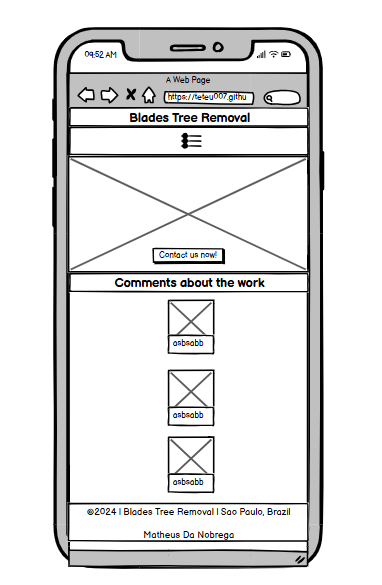 09:52 AM
A Web Page
https://tefeu007.githu
Blades Tree Removal
Contact us now!
Comments about the work
asbsabb
asbsabb
asbsabb
©2024 | Blades Tree Removal | Sao Paulo, Brazil
Matheus Da Nobrega